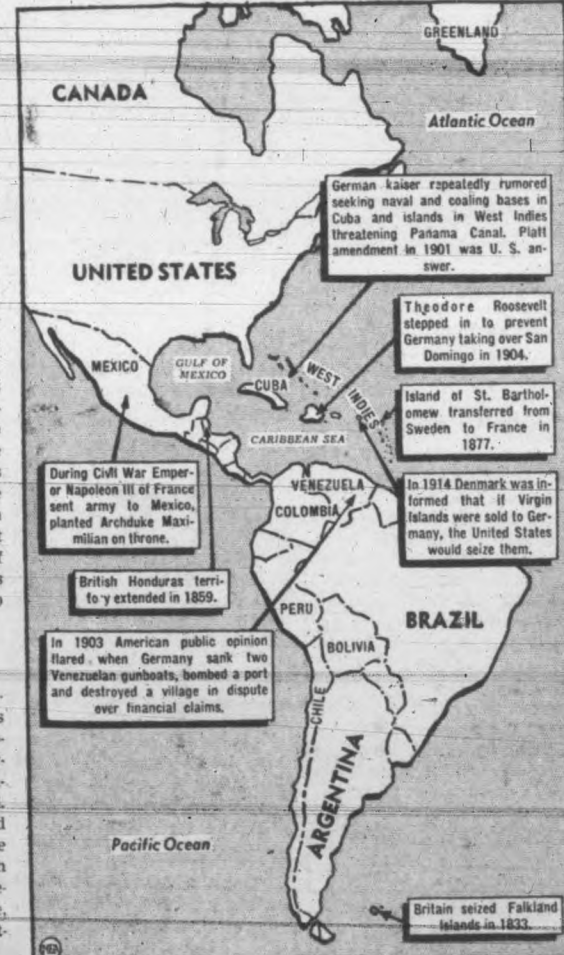 GREENLAND
CANADA
Atlantic Ocean
German kaiser repeatedly rumored
seeking naval and coaling bases in
Cuba and islands in West Indies
threatening Panama Canal. Platt
amendment in 1901 was U. S. an-
swer.
UNITED STATES
Theodore Roosevelt
stepped in to prevent
Germany taking over San
Domingo in 1904.
MEXICO
GULF OF
MEXICO
CUBA
WEST INDIES
Island of St. Barthol-
omew transferred from
Sweden to France in
1877.
CARIBBEAN SEA
During Civil War Emper-
or Napoleon III of France
sent army to Mexico,
planted Archduke Maxi-
milian on throne.
VENEZUELA
COLOMBIA
In 1914 Denmark was in-
formed that if Virgin
Islands were sold to Ger-
many, the United States
would seize them.
British Honduras terri-
to y extended in 1859.
PERU
BRAZIL
In 1903 American public opinion
flared when Germany sank two
Venezuelan gunboats, bombed a port
and destroyed a village in dispute
over financial claims.
BOLIVIA
CHILE
ARGENTINA
Pacific Ocean
Britain seized Falkland
Islands in 1833.
NEA